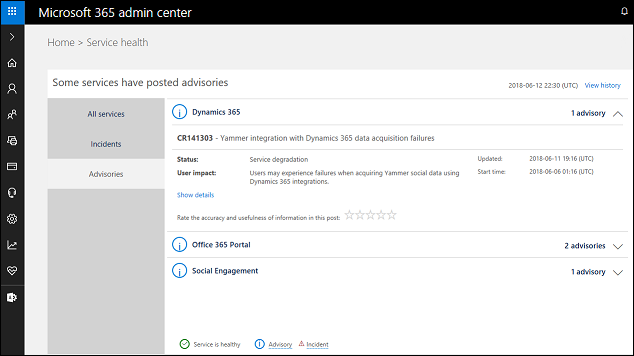 Microsoft 365 admin center
Home > Service health
Some services have posted advisories
2018-06-12 22:30 (UTC) View history
All services
Incidents
Advisories
Dynamics 365 1 advisory
CR141303 - Yammer integration with Dynamics 365 data acquisition failures
Status: Service degradation Updated: 2018-06-11 19:16 (UTC)
User impact: Users may experience failures when acquiring Yammer social data using Start time: 2018-06-06 01:16 (UTC)
Dynamics 365 integrations.
Show details
Rate the accuracy and usefulness of information in this post:
Office 365 Portal 2 advisories
Social Engagement 1 advisory
Service is healthy Advisory Incident